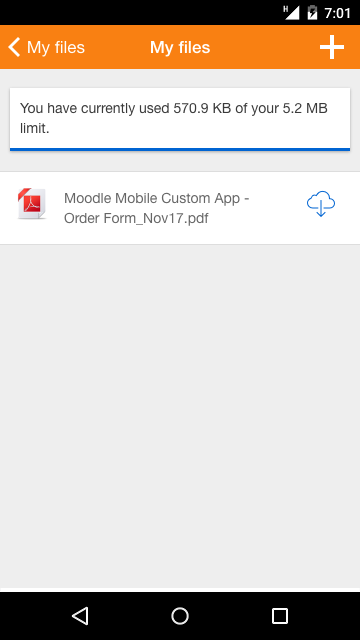 H 7:01
My files
My files
You have currently used 570.9 KB of your 5.2 MB
limit.
Moodle Mobile Custom App -
Order Form_Nov17.pdf